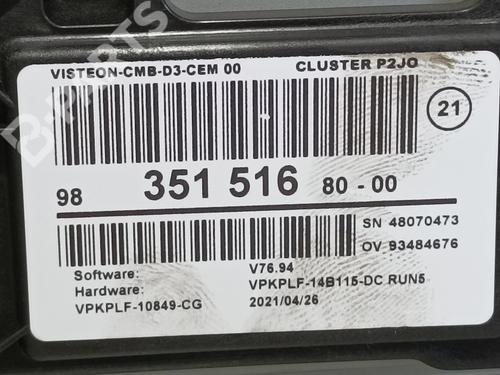 B-PARTS
VISTEON-CMB-D3-CEM 00 CLUSTER P2JO
21
98 351 516 80 - 00
SN 48070473
OV 93484676
Software: V76.94
Hardware: VPKPLF-14B115-DC RUN5
VPKPLF-10849-CG 2021/04/26